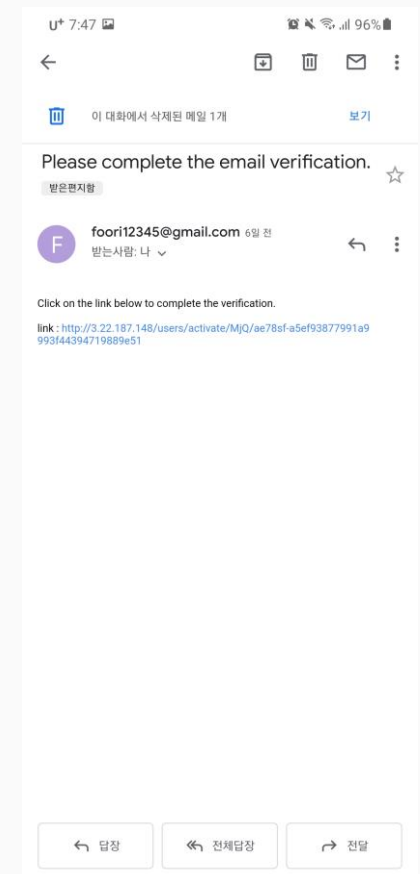 U⁺ 7:47 96%
이 대화에서 삭제된 메일 1개 보기
Please complete the email verification.
받은편지함
F foori12345@gmail.com 6일 전
받는사람: 나
Click on the link below to complete the verification.
link : http://3.22.187.148/users/activate/MjQ/ae78sf-a5ef93877991a9
993f44394719889e51
답장 전체답장 전달